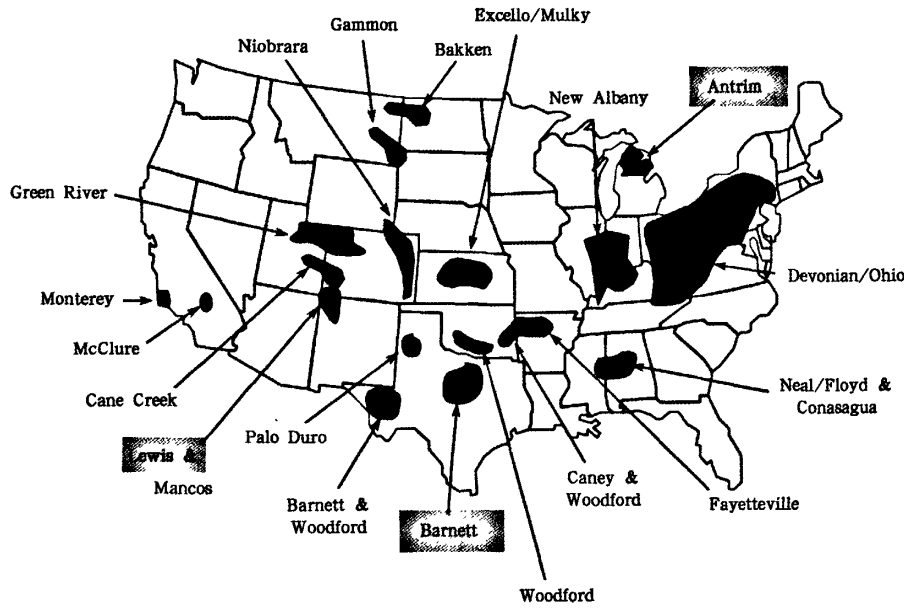 Excello/Mulky
Gammon
Niobrara
Bakken
New Albany
Antrim
Green River
Devonian/Ohio
Monterey
McClure
Cane Creek
Neal/Floyd &
Conasagua
Palo Duro
Lewis &
Mancos
Caney &
Woodford
Barnett &
Woodford
Fayetteville
Barnett
Woodford